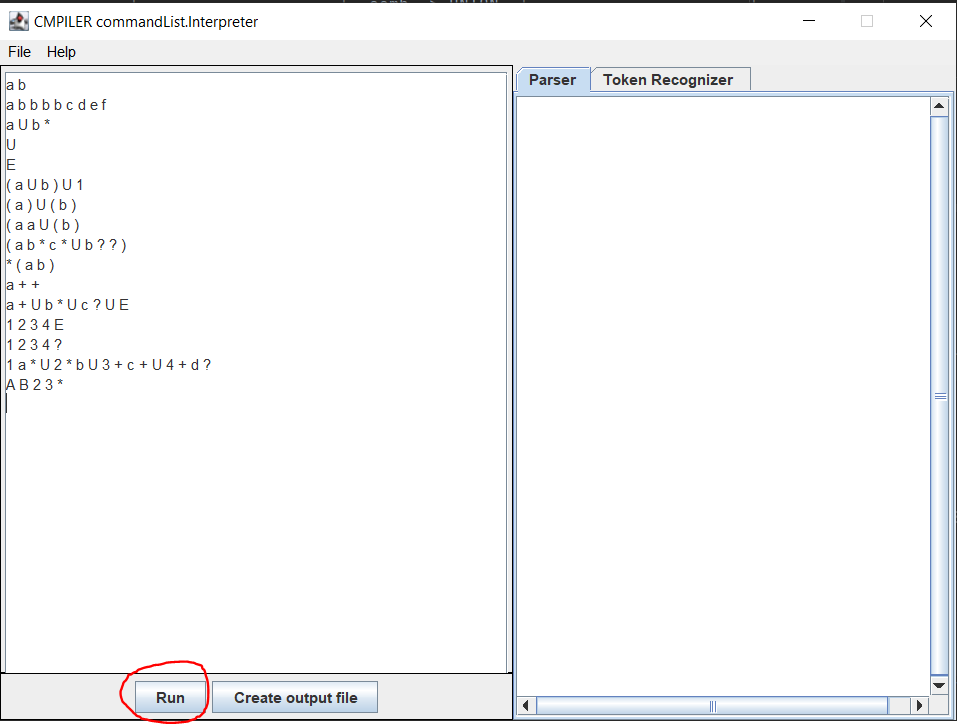 CMPILER commandList.Interpreter
File Help
Parser Token Recognizer
a b
a b b b b c d e f
a U b *
U
E
( a U b ) U 1
( a ) U ( b )
( a a U ( b )
( a b * c * U b ? ? )
* ( a b )
a + +
a + U b * U c ? U E
1 2 3 4 E
1 2 3 4 ?
1 a * U 2 * b U 3 + c + U 4 + d ?
A B 2 3 *
Run Create output file